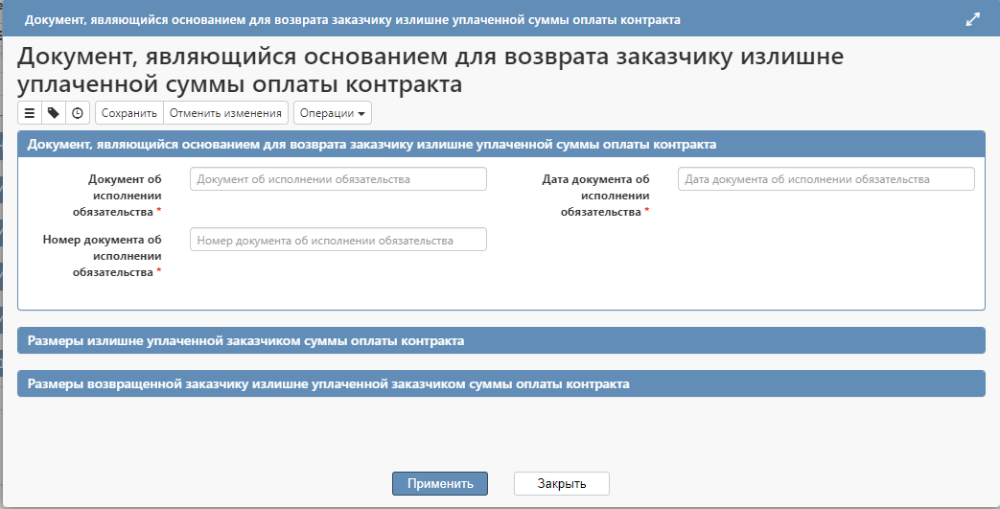 Документ, являющийся основанием для возврата заказчику излишне уплаченной суммы оплаты контракта
Документ, являющийся основанием для возврата заказчику излишне
уплаченной суммы оплаты контракта
Сохранить Отменить изменения Операции
Документ, являющийся основанием для возврата заказчику излишне уплаченной суммы оплаты контракта
Документ об
исполнении
обязательства *
Документ об исполнении обязательства
Дата документа об
исполнении
обязательства *
Дата документа об исполнении обязательства
Номер документа об
исполнении
обязательства *
Номер документа об исполнении обязательства
Размеры излишне уплаченной заказчиком суммы оплаты контракта
Размеры возвращенной заказчику излишне уплаченной заказчиком суммы оплаты контракта
Применить Закрыть